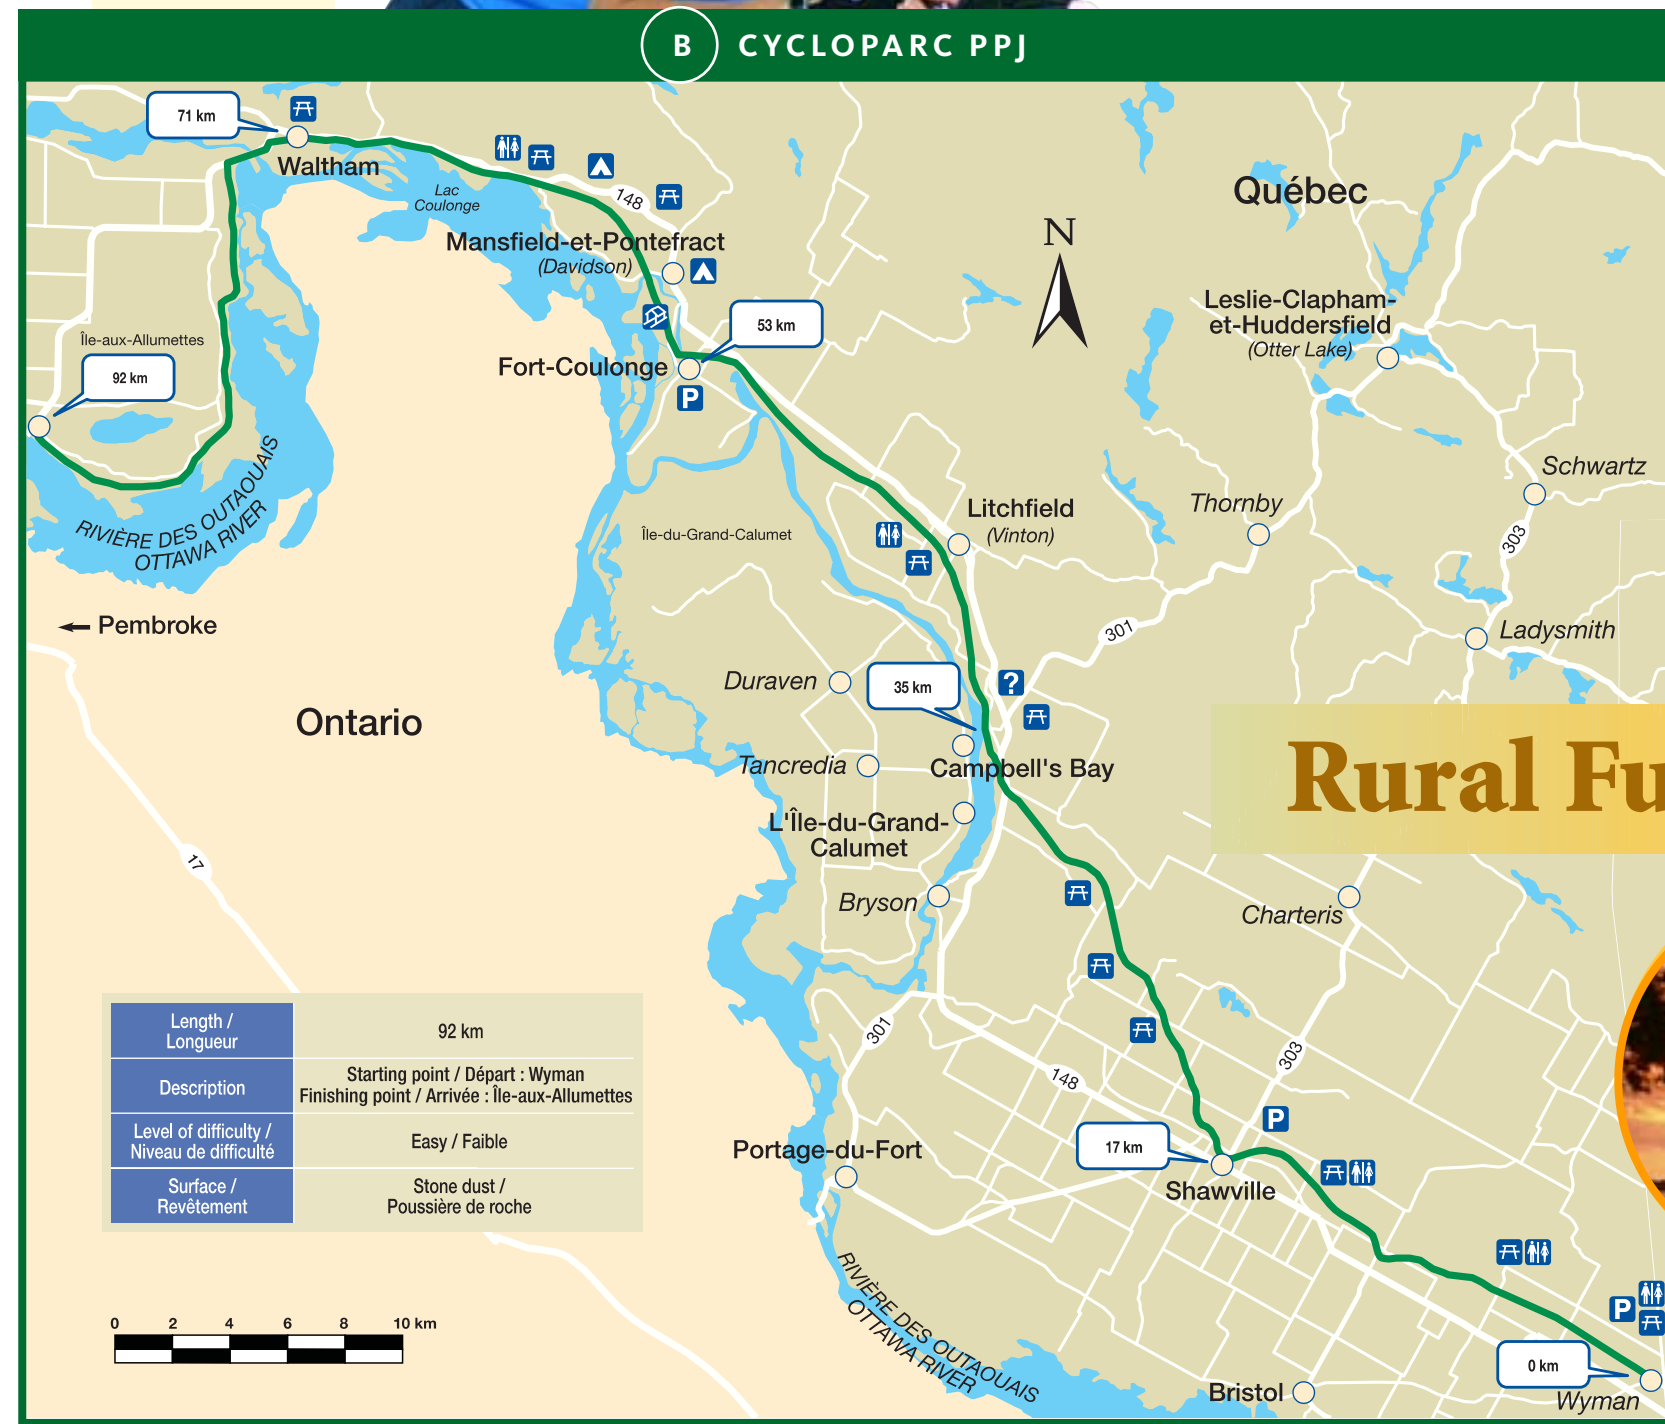 B CYCLOPARC PPJ
71 km
Waltham
Lac
Coulonge
148
Québec
N
Mansfield-et-Pontefract
(Davidson)
Leslie-Clapham-
et-Huddersfield
(Otter Lake)
53 km
Île-aux-Allumettes
92 km
Fort-Coulonge
P
RIVIÈRE DES OUTAOUAIS
OTTAWA RIVER
Schwartz
Thornby
Litchfield
(Vinton)
Île-du-Grand-Calumet
303
Pembroke
301
Ladysmith
Duraven
35 km
?
Ontario
Tancredia
Campbell's Bay
Rural Fu
L'Île-du-Grand-
Calumet
17
Bryson
Charteris
Length /
Longueur
92 km
Description
Starting point / Départ : Wyman
Finishing point / Arrivée : Île-aux-Allumettes
Level of difficulty /
Niveau de difficulté
Easy / Faible
Surface /
Revêtement
Stone dust /
Poussière de roche
301
303
148
P
17 km
Portage-du-Fort
Shawville
RIVIÈRE DES OUTAOUAIS
OTTAWA RIVER
P
0 2 4 6 8 10 km
0 km
Bristol
Wyman